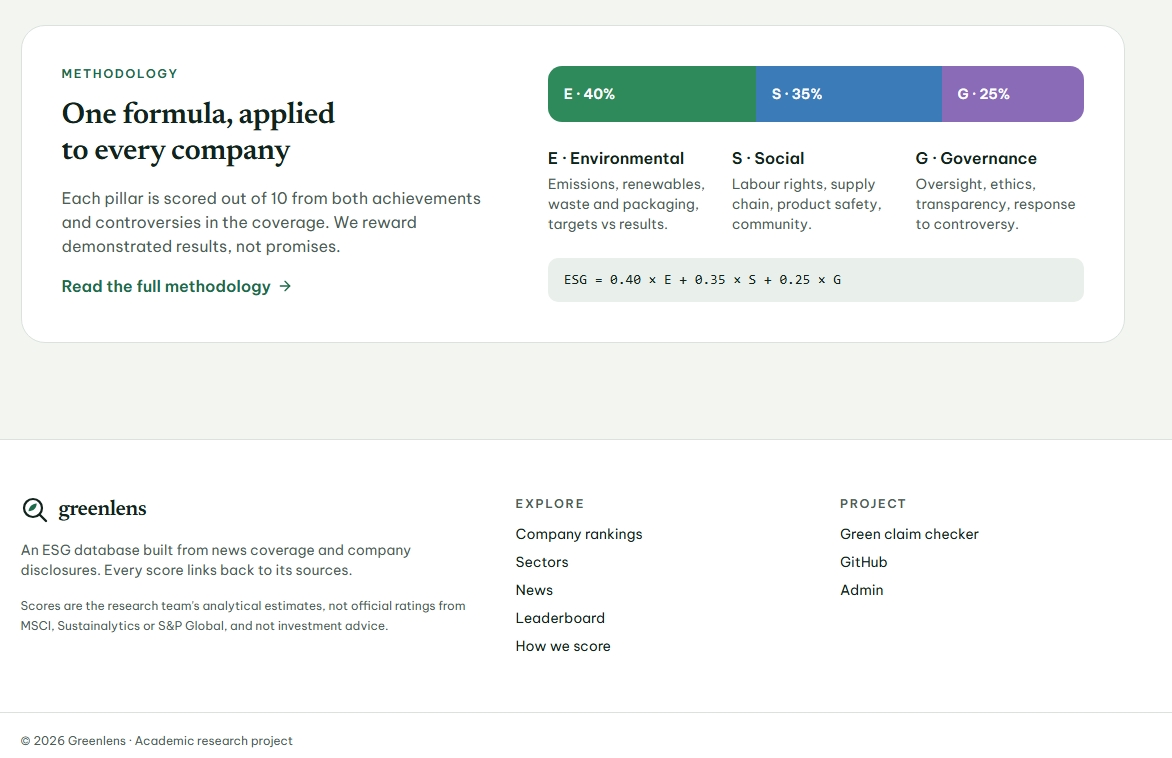 METHODOLOGY
One formula, applied
to every company
Each pillar is scored out of 10 from both achievements
and controversies in the coverage. We reward
demonstrated results, not promises.
Read the full methodology →
E · 40%
S · 35%
G · 25%
E · Environmental
Emissions, renewables,
waste and packaging,
targets vs results.
S · Social
Labour rights, supply
chain, product safety,
community.
G · Governance
Oversight, ethics,
transparency, response
to controversy.
ESG = 0.40 × E + 0.35 × S + 0.25 × G
greenlens
An ESG database built from news coverage and company
disclosures. Every score links back to its sources.
Scores are the research team's analytical estimates, not official ratings from
MSCI, Sustainalytics or S&P Global, and not investment advice.
EXPLORE
Company rankings
Sectors
News
Leaderboard
How we score
PROJECT
Green claim checker
GitHub
Admin
© 2026 Greenlens · Academic research project